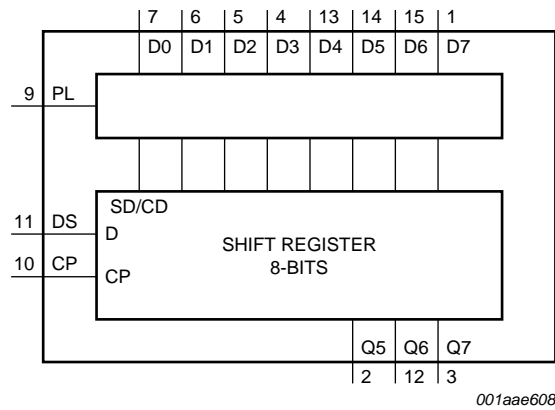 7 6 5 4 13 14 15 1
D0 D1 D2 D3 D4 D5 D6 D7
9 PL
SD/CD
11 DS D
SHIFT REGISTER
8-BITS
10 CP CP
Q5 Q6 Q7
2 12 3
001aae608